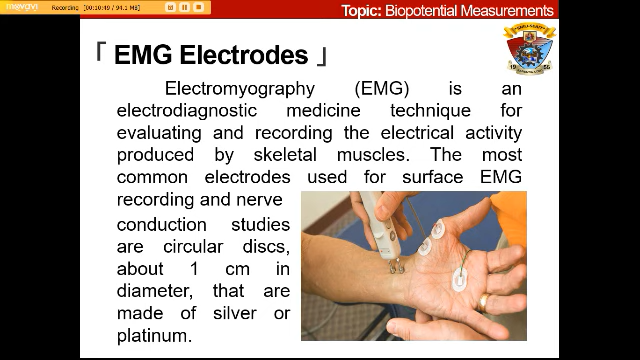 movavi
Recording [00:10:49 / 94.1 MB]
Topic: Biopotential Measurements
「 EMG Electrodes 」
19 56
Electromyography (EMG) is an
electrodiagnostic medicine technique for
evaluating and recording the electrical activity
produced by skeletal muscles. The most
common electrodes used for surface EMG
recording and nerve
conduction studies
are circular discs,
about 1 cm in
diameter, that are
made of silver or
platinum.